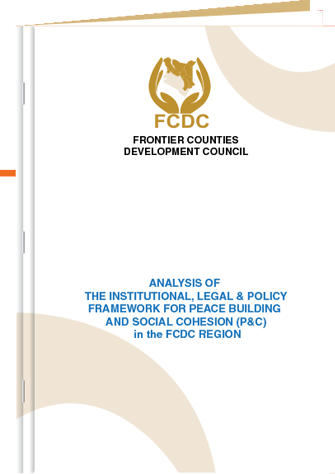 FCDC
FRONTIER COUNTIES
DEVELOPMENT COUNCIL
ANALYSIS OF
THE INSTITUTIONAL, LEGAL & POLICY
FRAMEWORK FOR PEACE BUILDING
AND SOCIAL COHESION (P&C)
in the FCDC REGION